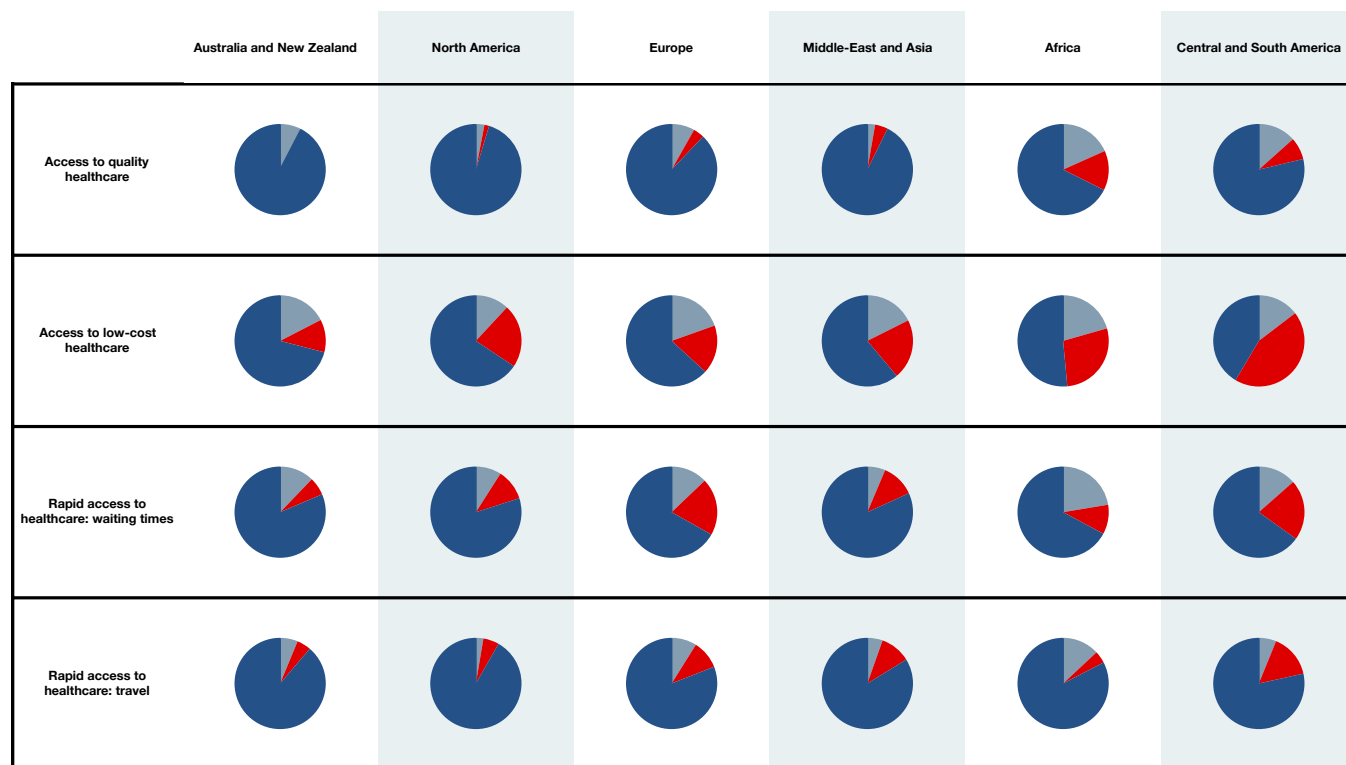 Australia and New Zealand
North America
Europe
Middle-East and Asia
Africa
Central and South America
Access to quality
healthcare
Access to low-cost
healthcare
Rapid access to
healthcare: waiting times
Rapid access to
healthcare: travel